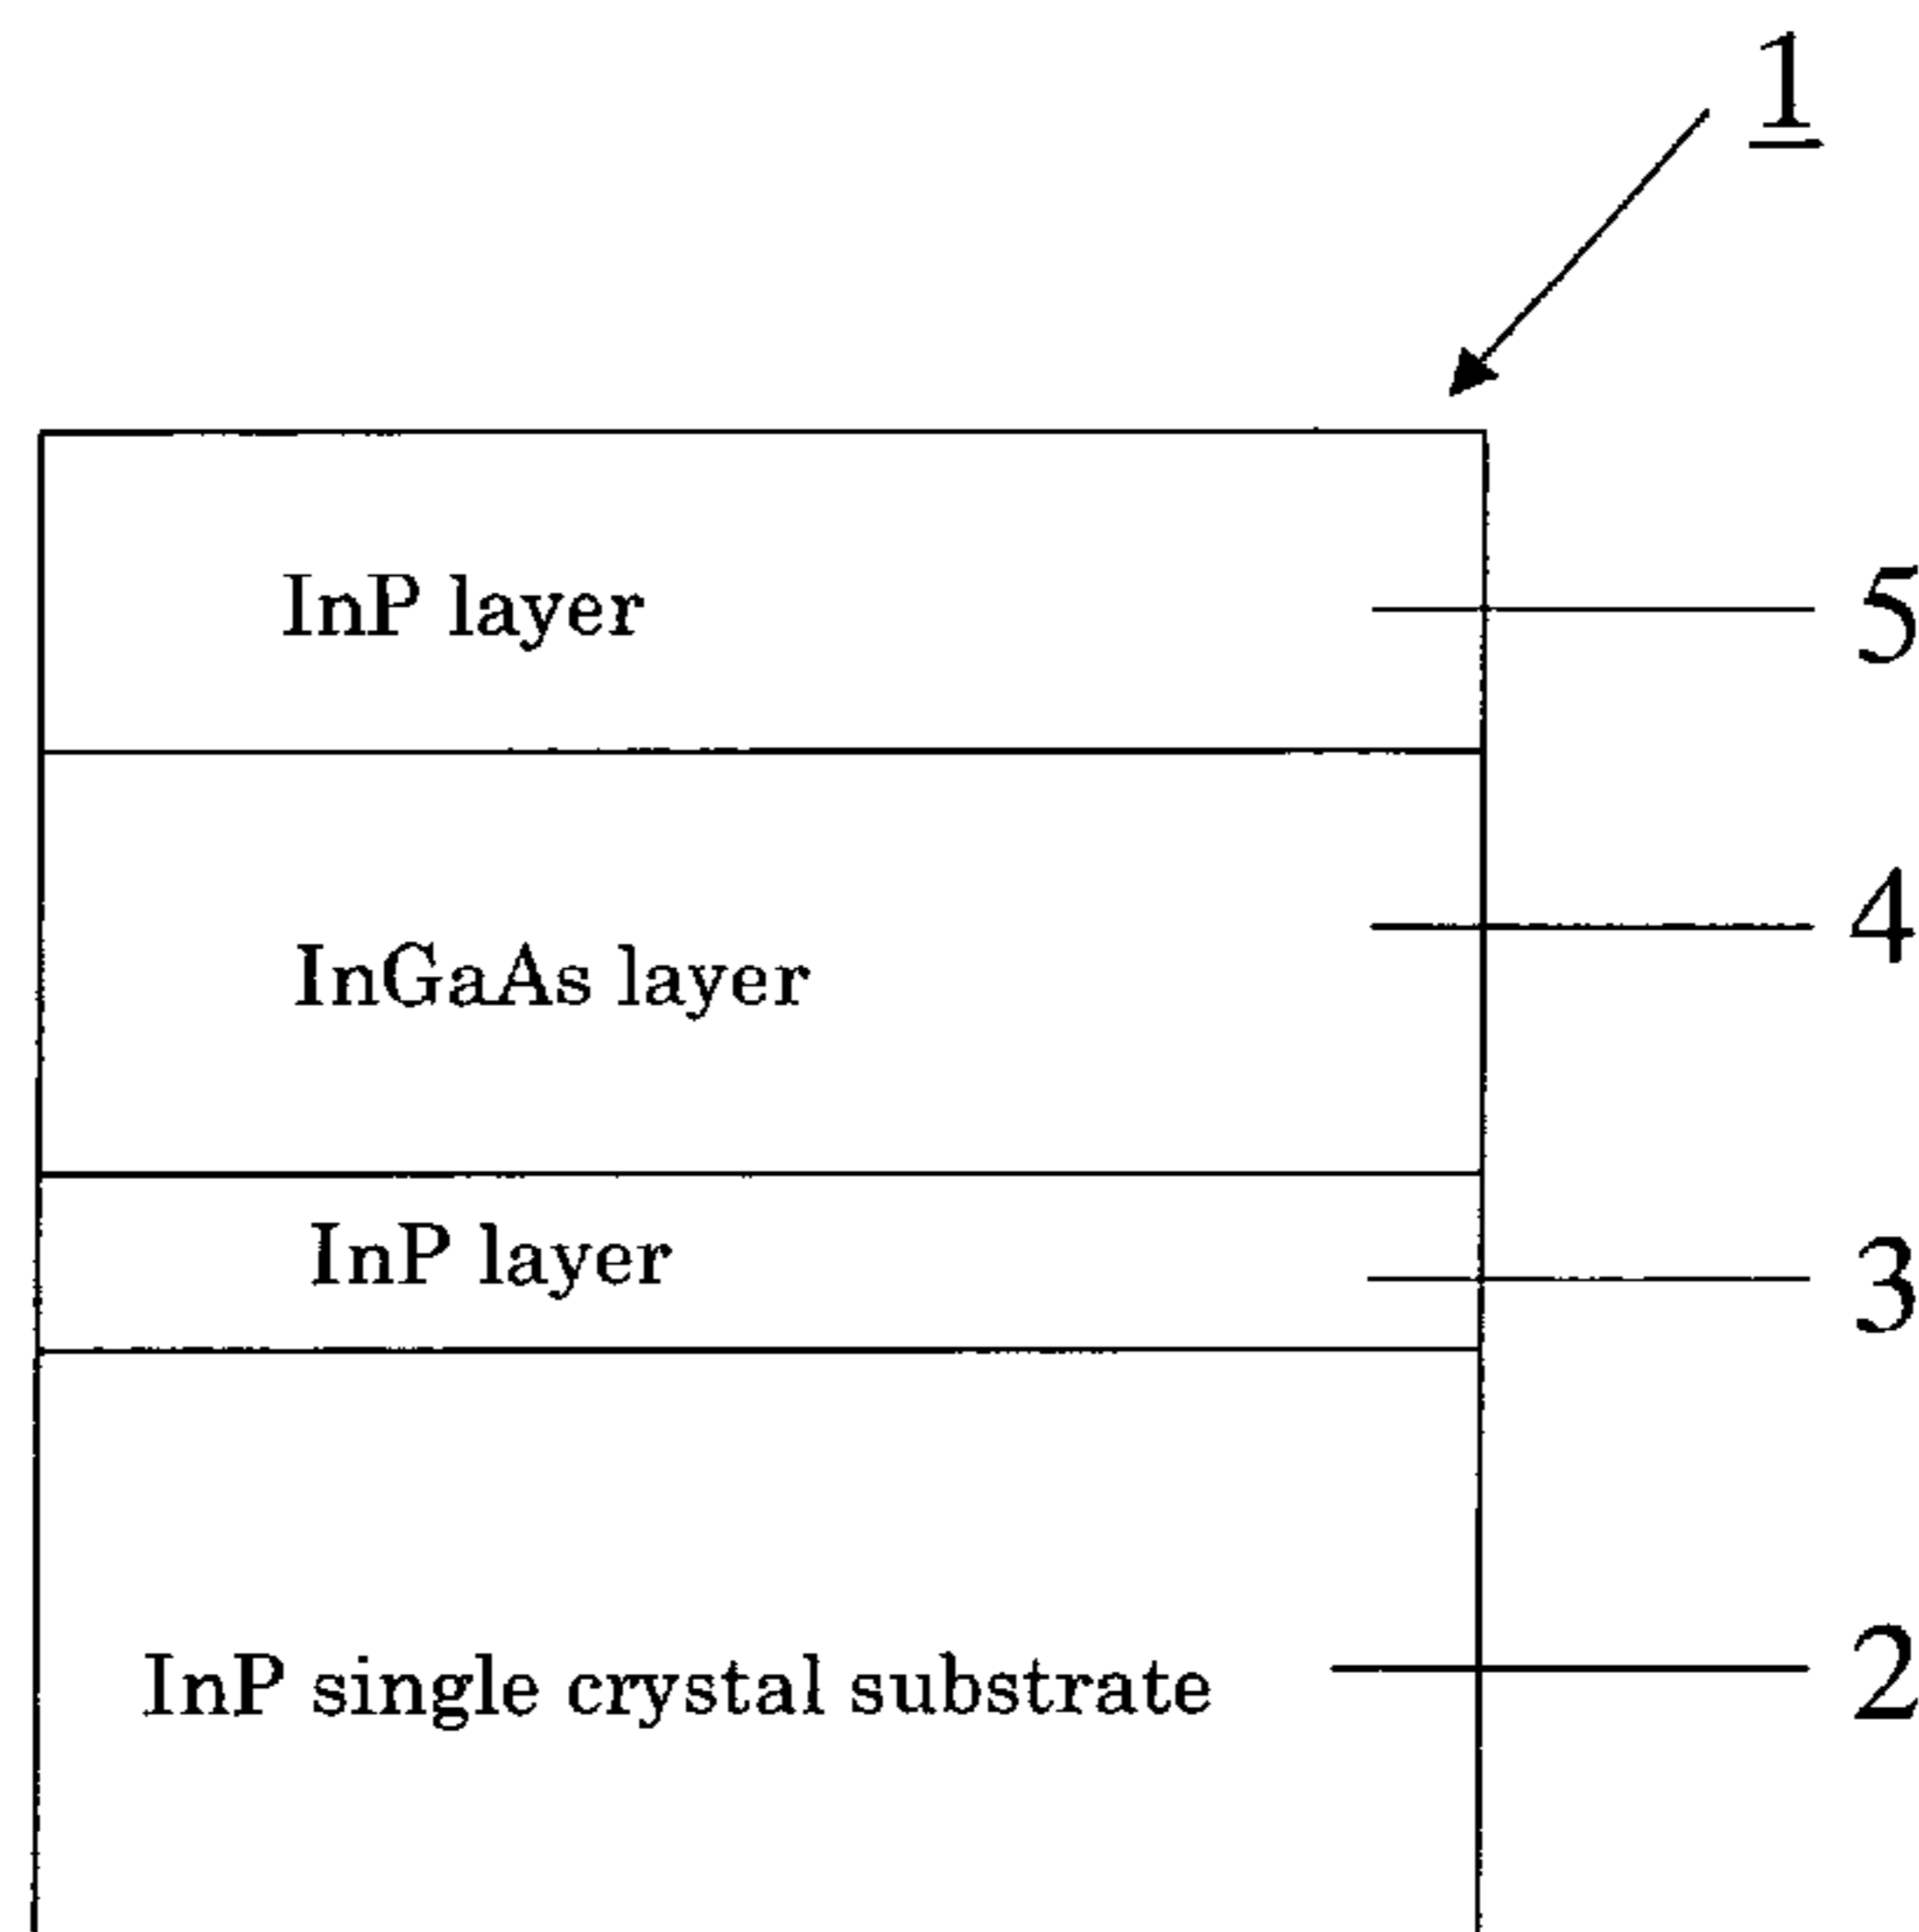 1
InP layer 5
InGaAs layer 4
InP layer 3
InP single crystal substrate 2